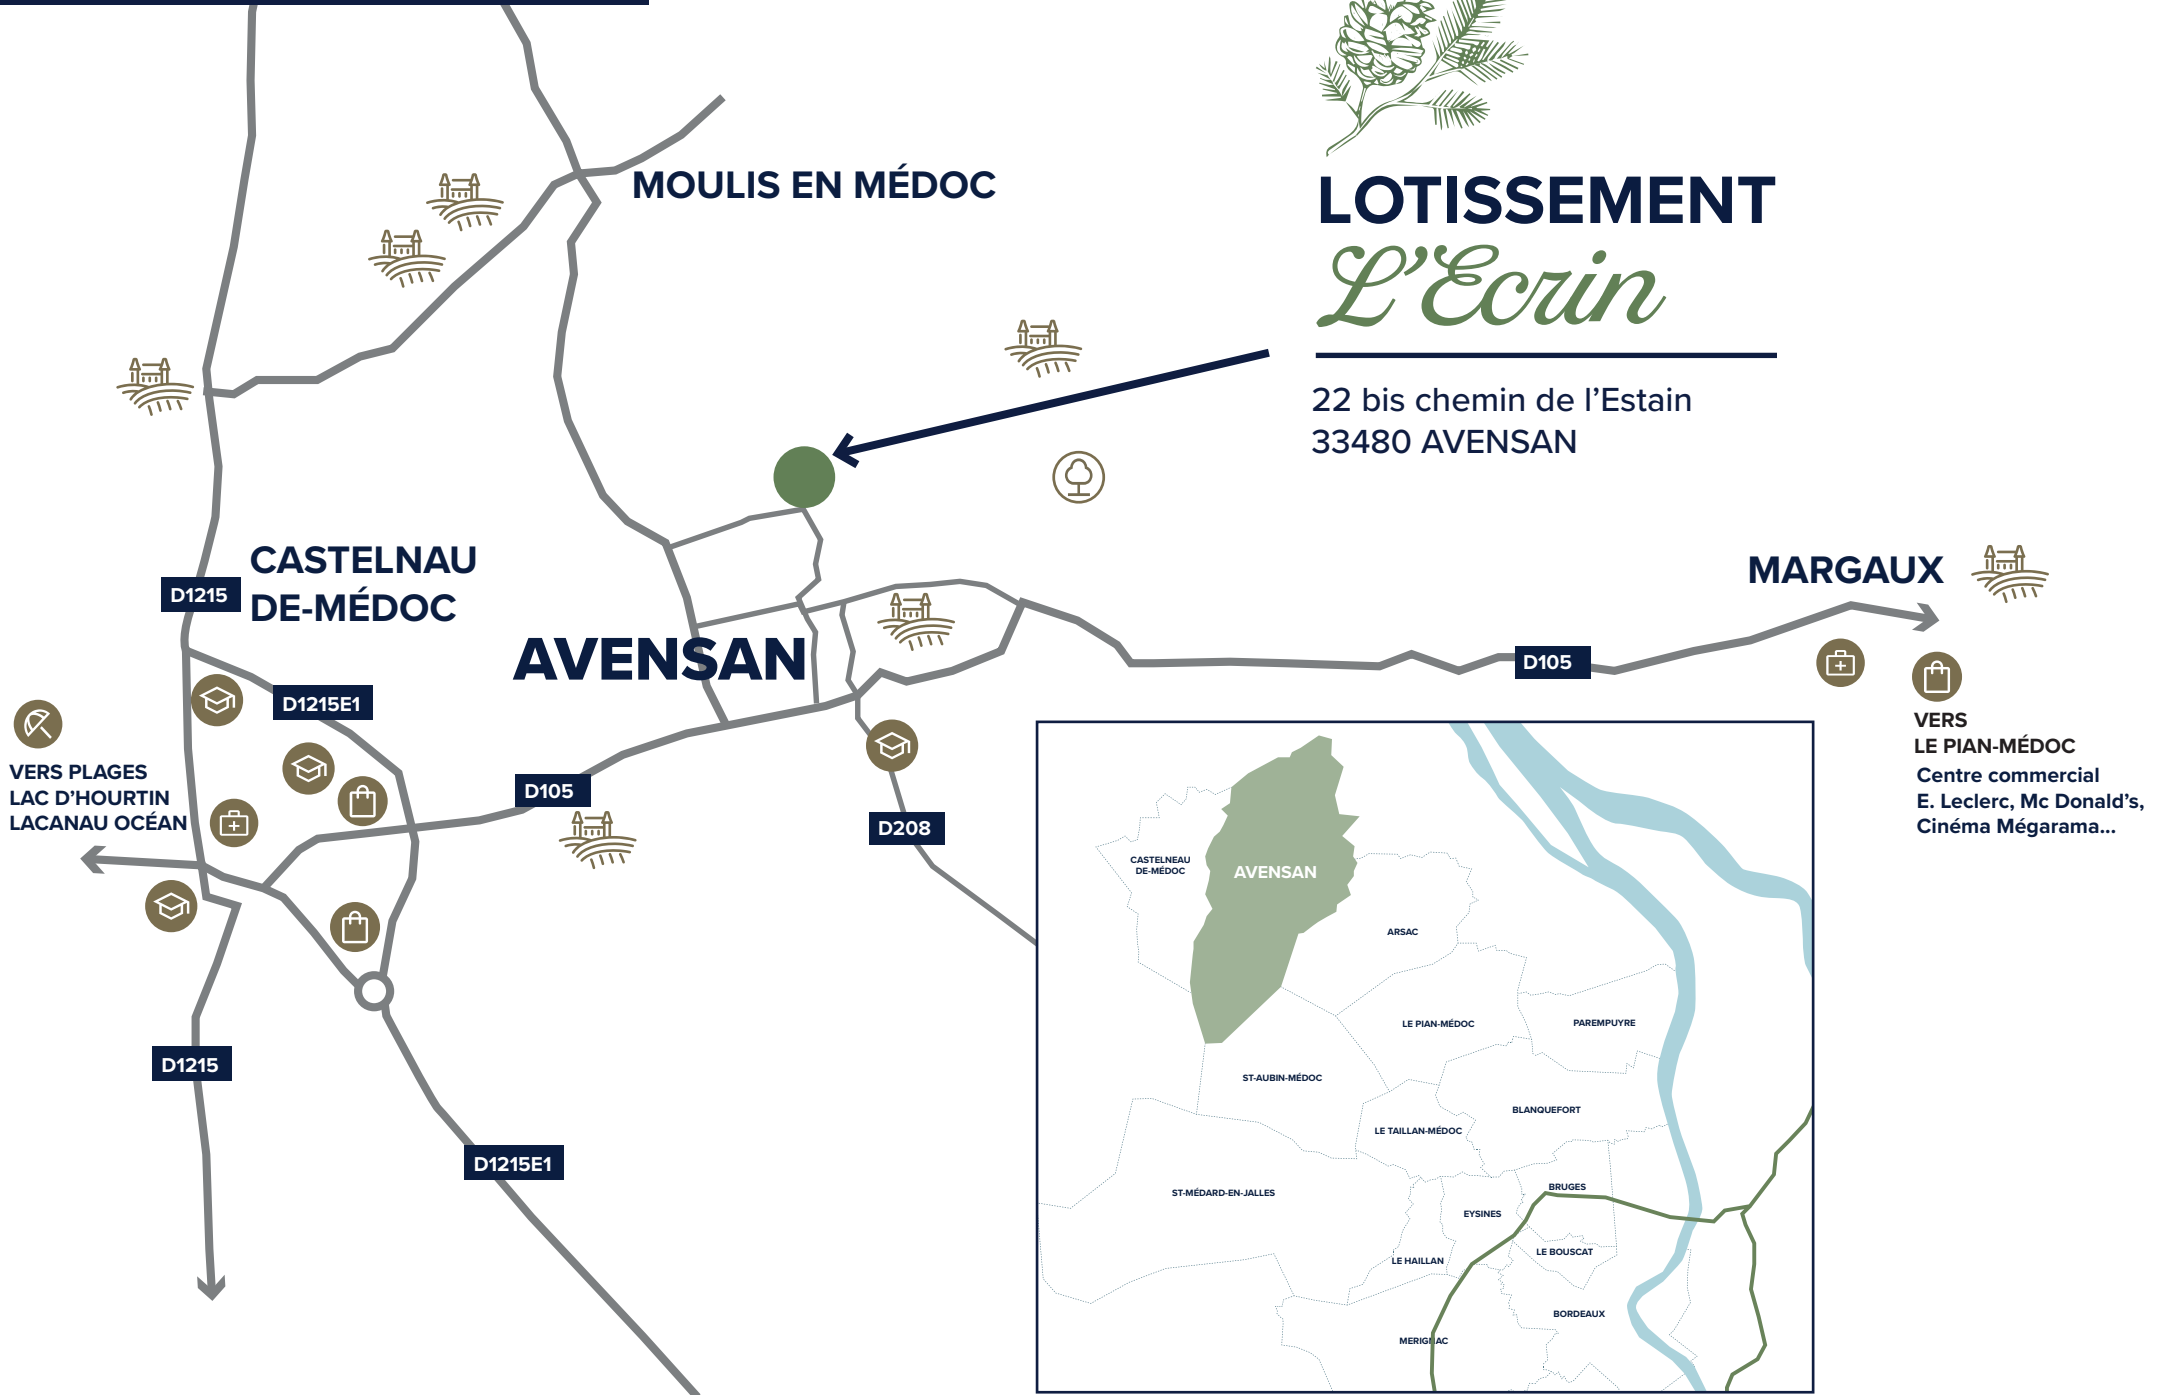 MOULIS EN MÉDOC
LOTISSEMENT
L'Ecrin
22 bis chemin de l'Estain
33480 AVENSAN
CASTELNAU
DE-MÉDOC
D1215
AVENSAN
MARGAUX
D105
D1215E1
VERS PLAGES
LAC D'HOURTIN
LACANAU OCÉAN
D105
D208
VERS
LE PIAN-MÉDOC
Centre commercial
E. Leclerc, Mc Donald's,
Cinéma Mégarama...
D1215
D1215E1
CASTELNEAU
DE-MÉDOC
AVENSAN
ARSAC
LE PIAN-MÉDOC
PAREMPUYRE
ST-AUBIN-MÉDOC
BLANQUEFORT
LE TAILLAN-MÉDOC
ST-MÉDARD-EN-JALLES
BRUGES
EYSINES
LE BOUSCAT
LE HAILLAN
BORDEAUX
MERIGNAC